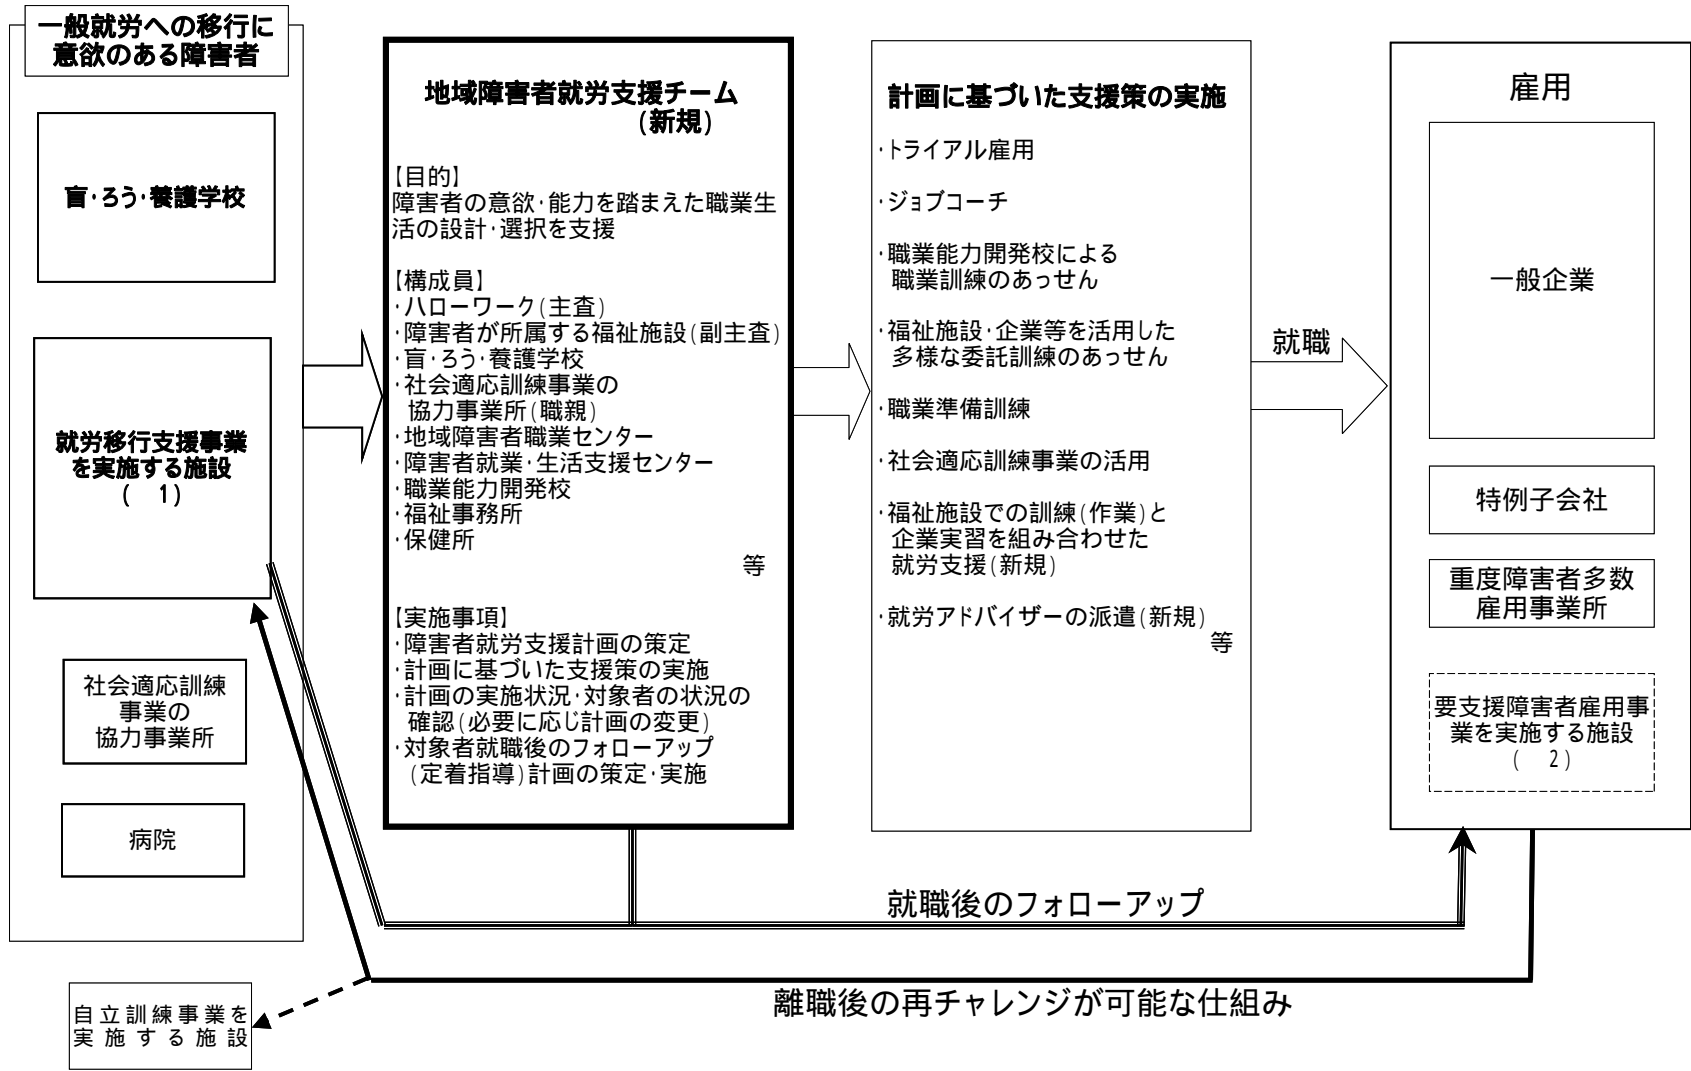 一般就労への移行に
意欲のある障害者
盲・ろう・養護学校
就労移行支援事業
を実施する施設
(　1)
社会適応訓練
事業の
協力事業所
病院
自立訓練事業を
実施する施設
地域障害者就労支援チーム
(新規)
【目的】
障害者の意欲・能力を踏まえた職業生
活の設計・選択を支援
【構成員】
・ハローワーク(主査)
・障害者が所属する福祉施設(副主査)
・盲・ろう・養護学校
・社会適応訓練事業の
協力事業所(職親)
・地域障害者職業センター
・障害者就業・生活支援センター
・職業能力開発校
・福祉事務所
・保健所
等
【実施事項】
・障害者就労支援計画の策定
・計画に基づいた支援策の実施
・計画の実施状況・対象者の状況の
確認(必要に応じ計画の変更)
・対象者就職後のフォローアップ
(定着指導)計画の策定・実施
計画に基づいた支援策の実施
・トライアル雇用
・ジョブコーチ
・職業能力開発校による
職業訓練のあっせん
・福祉施設・企業等を活用した
多様な委託訓練のあっせん
・職業準備訓練
・社会適応訓練事業の活用
・福祉施設での訓練(作業)と
企業実習を組み合わせた
就労支援(新規)
・就労アドバイザーの派遣(新規)
等
就職
雇用
一般企業
特例子会社
重度障害者多数
雇用事業所
要支援障害者雇用事
業を実施する施設
(　2)
就職後のフォローアップ
離職後の再チャレンジが可能な仕組み